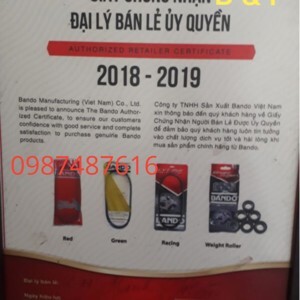 GIẤY CHỨNG NHẬN
ĐẠI LÝ BÁN LẺ ỦY QUYỀN
AUTHORIZED RETAILER CERTIFICATE
2018 - 2019
Bando Manufacturing (Viet Nam) Co., Ltd. is pleased to announce The Bando Authorized Certificate, to ensure our customers confidence with good service and complete satisfaction to purchase genuine Bando products.
Công ty TNHH Sản Xuất Bando Việt Nam xin thông báo đến quý khách hàng về Giấy Chứng Nhận Người Bán Lẻ Được Ủy Quyền để đảm bảo quý khách hàng luôn tin tưởng vào chất lượng dịch vụ tốt và hài lòng khi mua sản phẩm chính hãng từ Bando.
0987487616
BANDO
Red
Green
Racing
Weight Roller